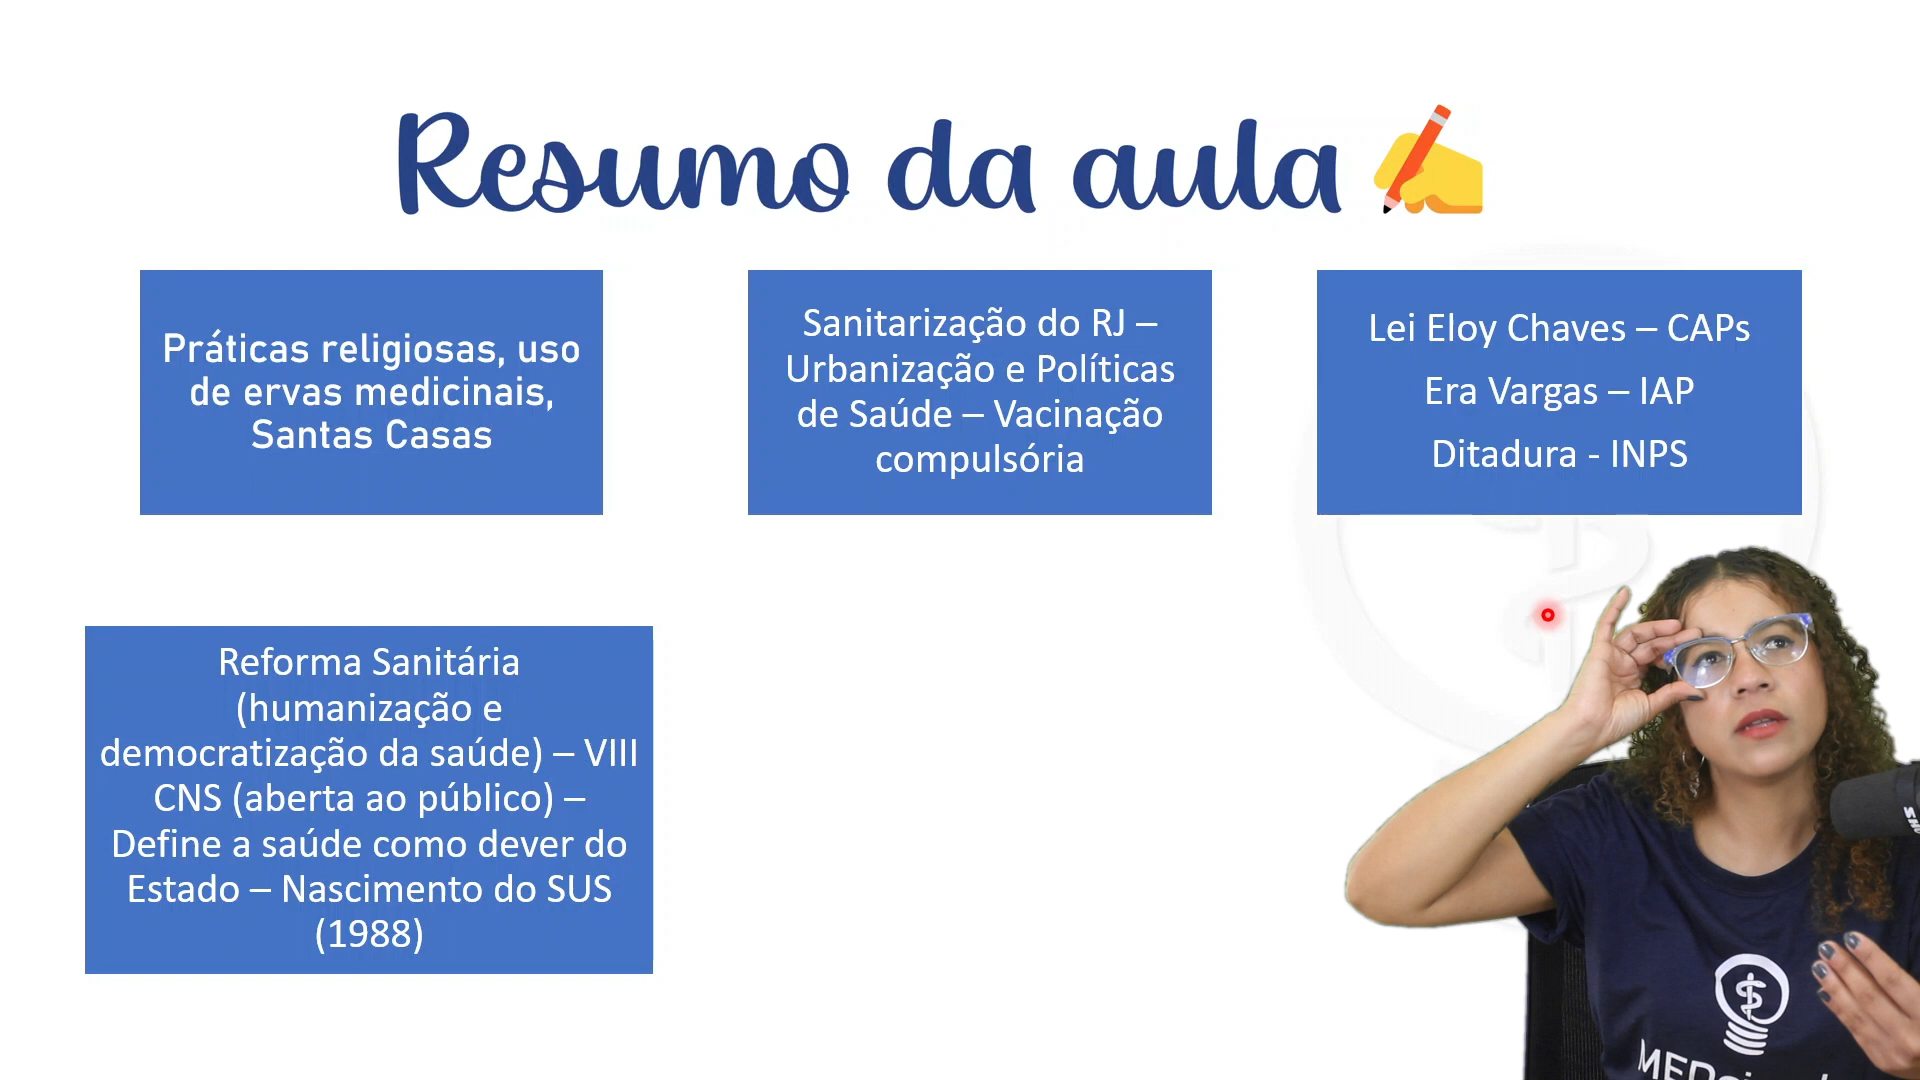 Resumo da aula
Práticas religiosas, uso
de ervas medicinais,
Santas Casas
Sanitarização do RJ –
Urbanização e Políticas
de Saúde – Vacinação
compulsória
Lei Eloy Chaves – CAPs
Era Vargas – IAP
Ditadura - INPS
Reforma Sanitária
(humanização e
democratização da saúde) – VIII
CNS (aberta ao público) –
Define a saúde como dever do
Estado – Nascimento do SUS
(1988)